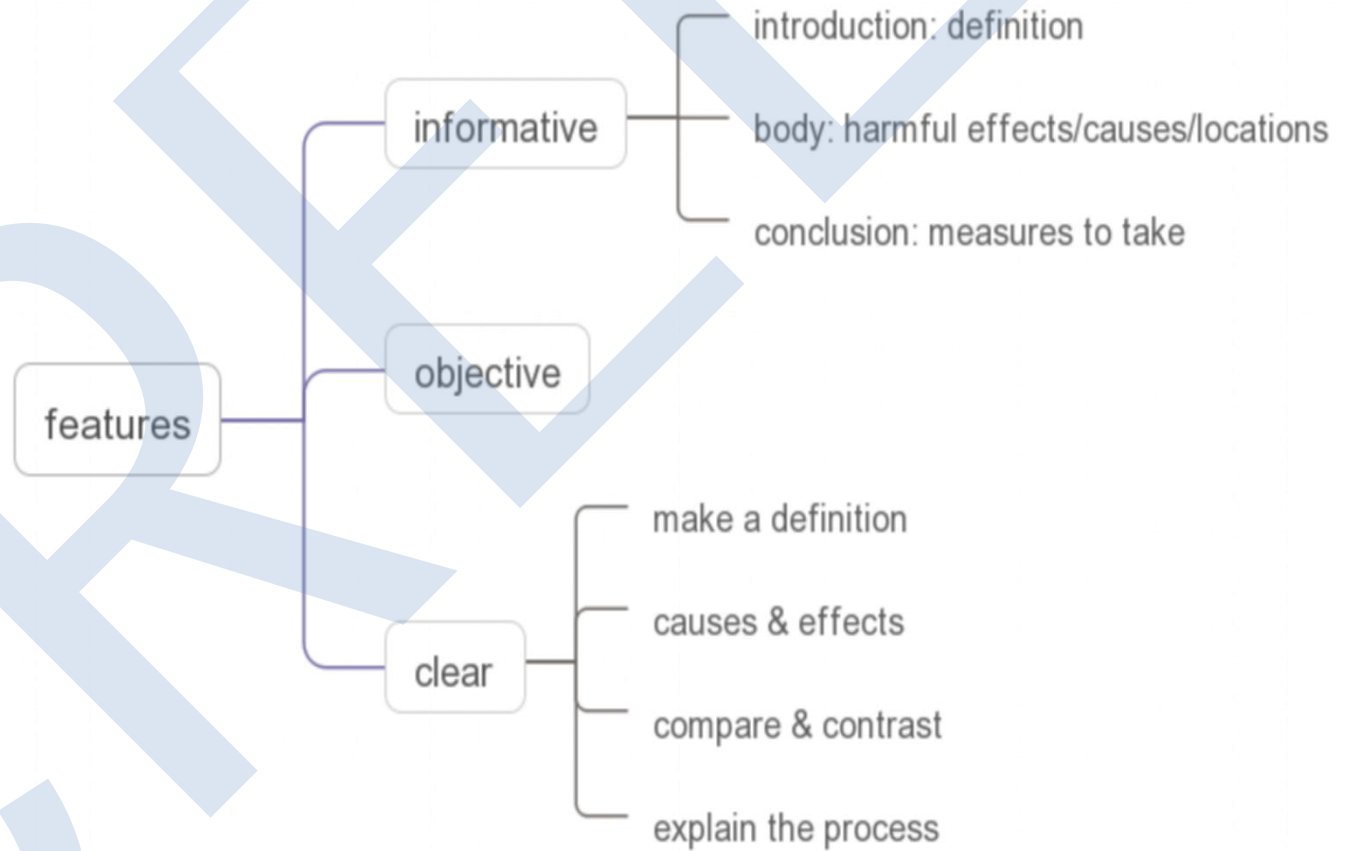 introduction: definition
informative
body: harmful effects/causes/locations
conclusion: measures to take
objective
features
make a definition
causes & effects
clear
compare & contrast
explain the process